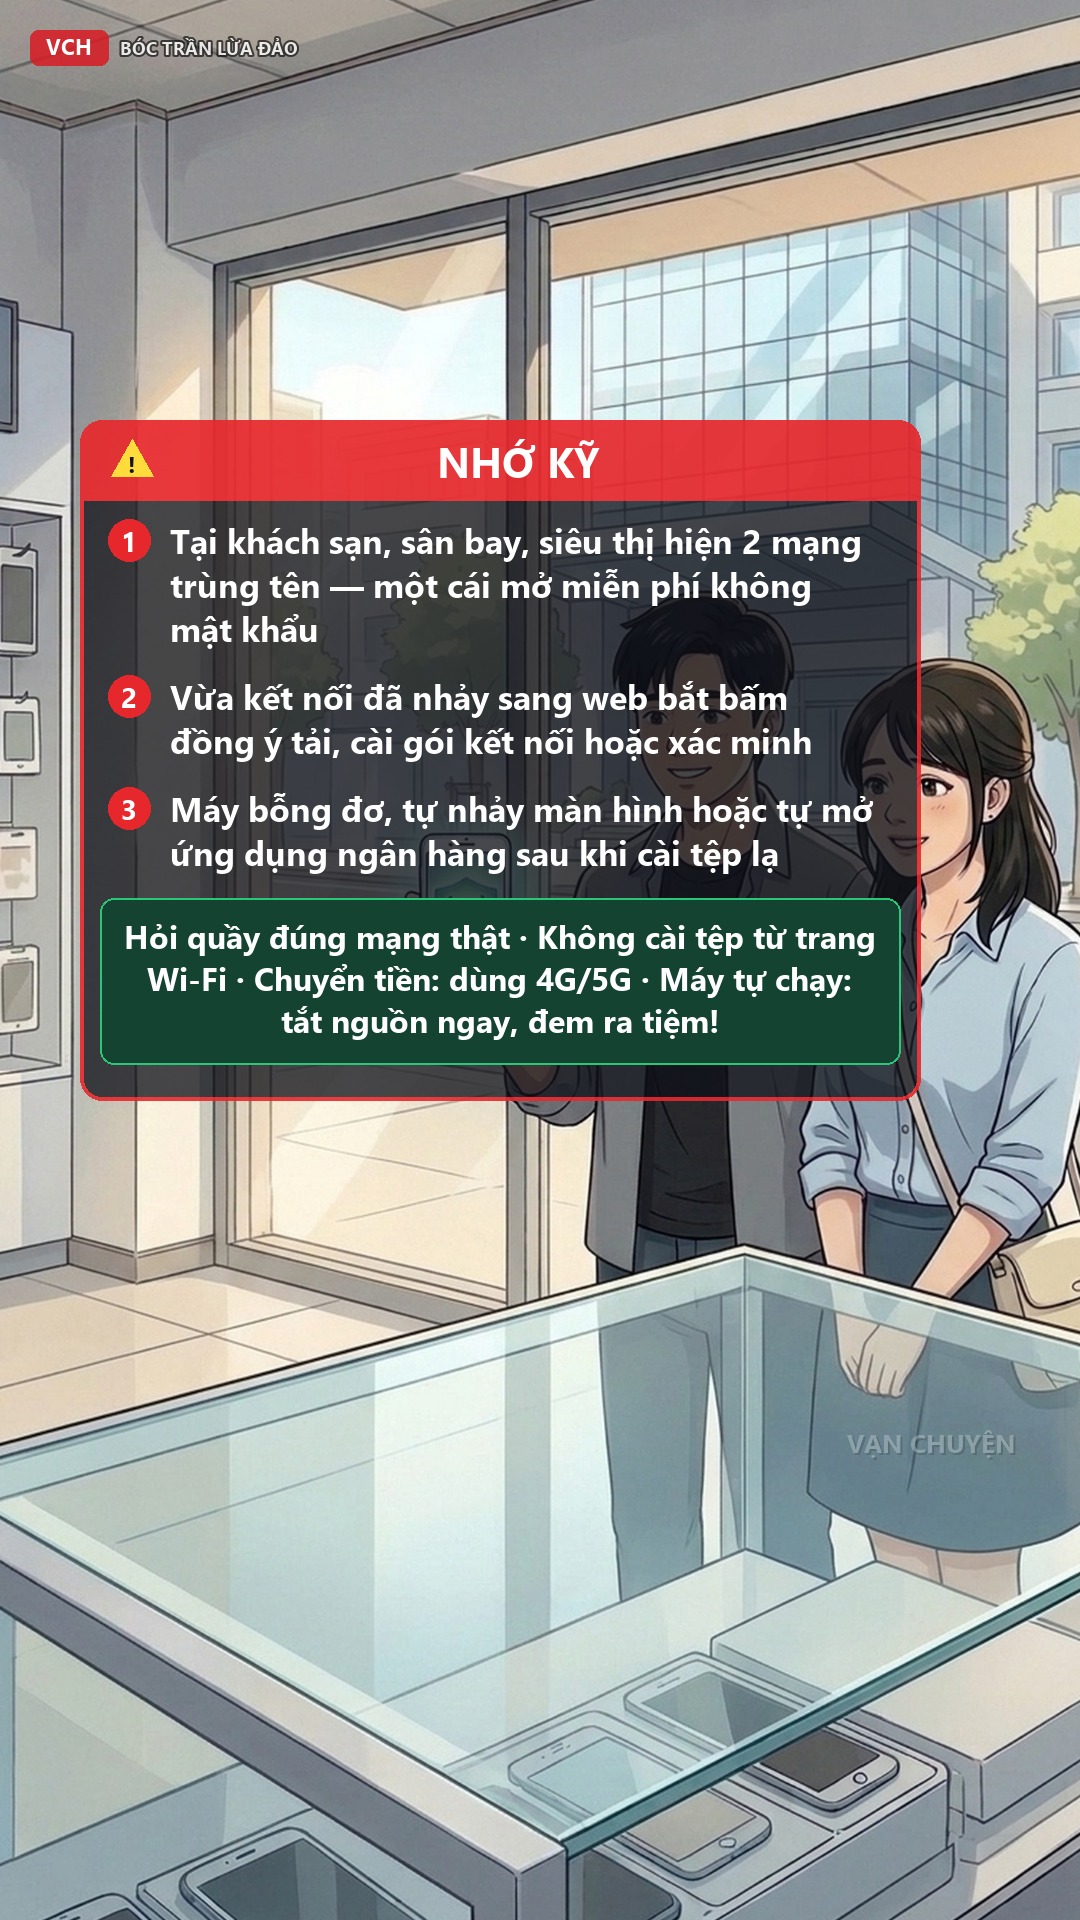 VCH BÓC TRẦN LỪA ĐẢO
NHỚ KỸ
1 Tại khách sạn, sân bay, siêu thị hiện 2 mạng
trùng tên — một cái mở miễn phí không
mật khẩu
2 Vừa kết nối đã nhảy sang web bắt bấm
đồng ý tải, cài gói kết nối hoặc xác minh
3 Máy bỗng đơ, tự nhảy màn hình hoặc tự mở
ứng dụng ngân hàng sau khi cài tệp lạ
Hỏi quầy đúng mạng thật · Không cài tệp từ trang
Wi-Fi · Chuyển tiền: dùng 4G/5G · Máy tự chạy:
tắt nguồn ngay, đem ra tiệm!
VẠN CHUYỆN